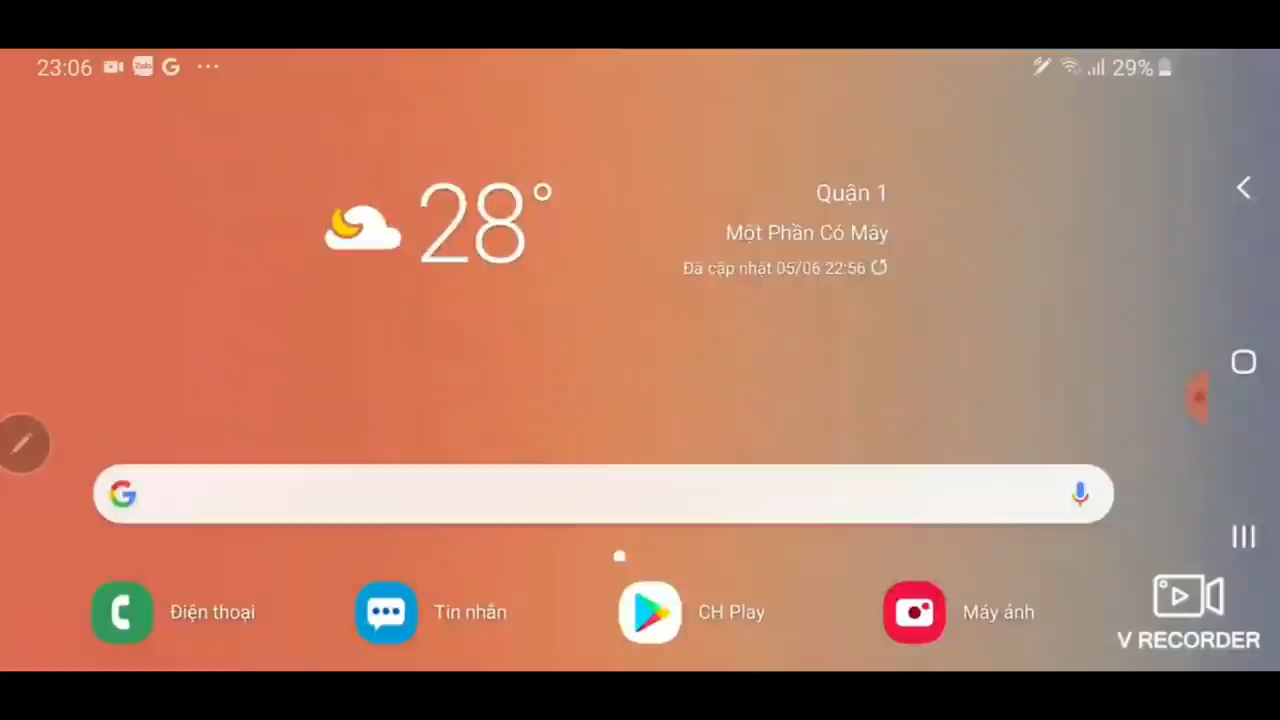 23:06
Zalo
29%
28°
Quận 1
Một Phần Có Mây
Đã cập nhật 05/06 22:56
Điện thoại
Tin nhắn
CH Play
Máy ảnh
V RECORDER